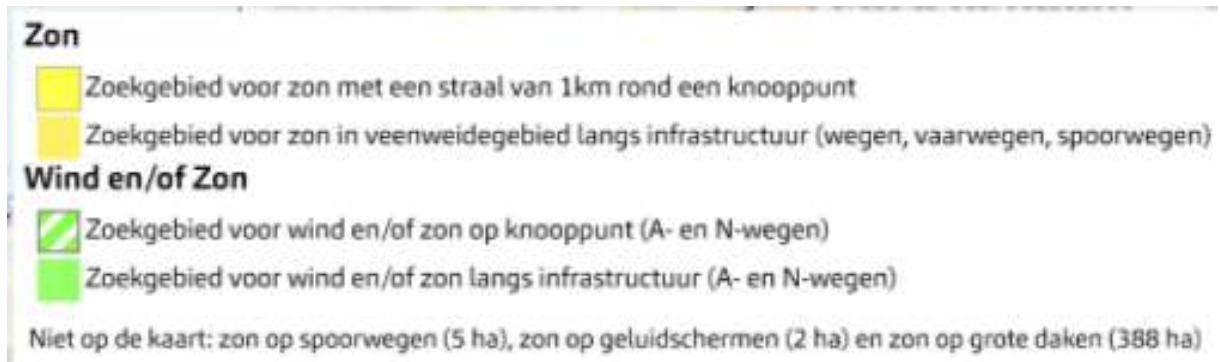 Zon
Zoekgebied voor zon met een straal van 1km rond een knooppunt
Zoekgebied voor zon in veenweidegebied langs infrastructuur (wegen, vaarwegen, spoorwegen)
Wind en/of Zon
Zoekgebied voor wind en/of zon op knooppunt (A- en N-wegen)
Zoekgebied voor wind en/of zon langs infrastructuur (A- en N-wegen)
Niet op de kaart: zon op spoorwegen (5 ha), zon op geluidschermen (2 ha) en zon op grote daken (388 ha)